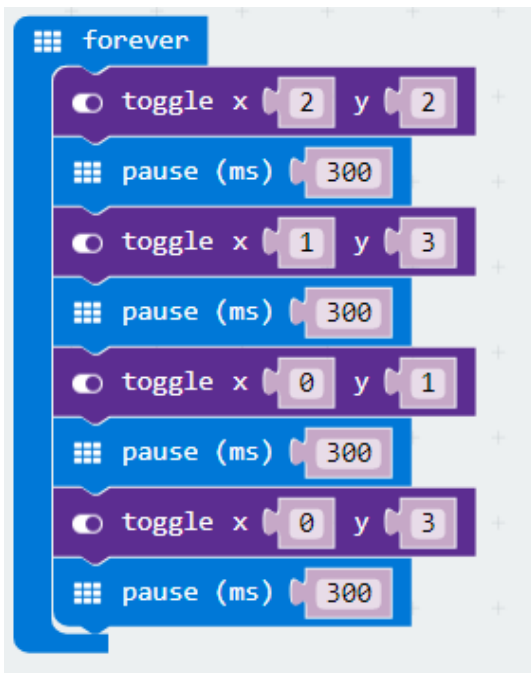 forever
toggle x 2 y 2
pause (ms) 300
toggle x 1 y 3
pause (ms) 300
toggle x 0 y 1
pause (ms) 300
toggle x 0 y 3
pause (ms) 300